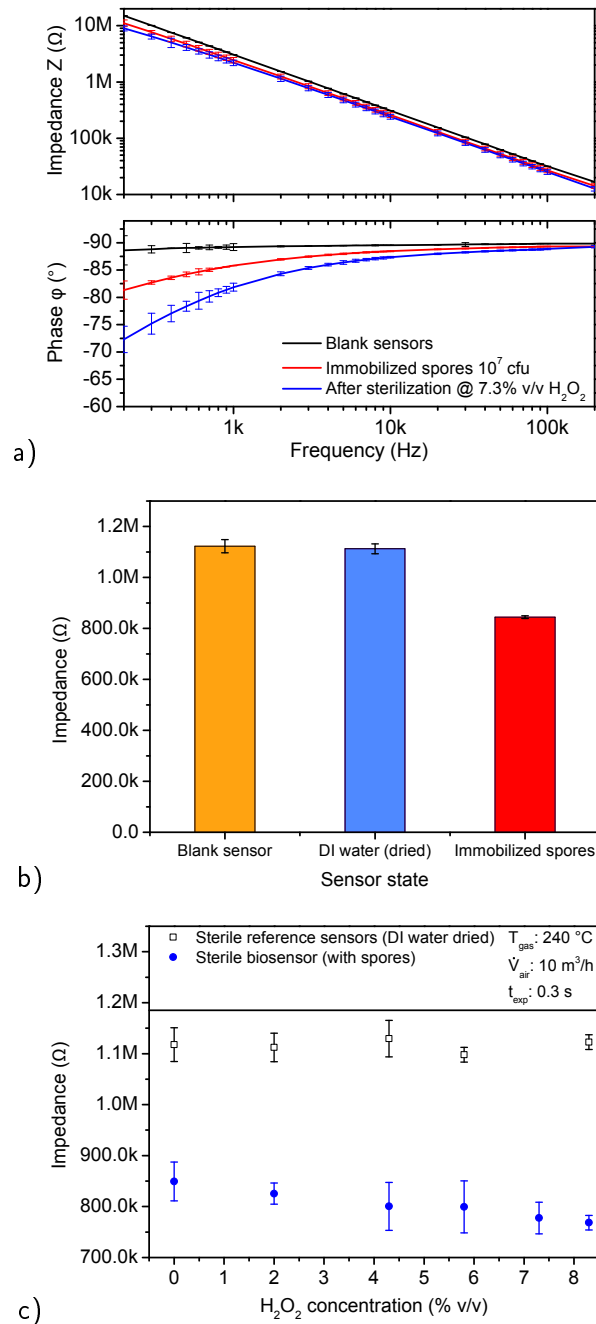 10M
1M
100k
10k
Impedance Z (Ω)
-90
-85
-80
-75
-70
-65
-60
Phase φ (°)
Blank sensors
Immobilized spores 10⁷ cfu
After sterilization @ 7.3% v/v H₂O₂
1k 10k 100k
Frequency (Hz)
a)
1.2M
1.0M
800.0k
600.0k
400.0k
200.0k
0.0
Impedance (Ω)
Blank sensor DI water (dried) Immobilized spores
Sensor state
b)
Sterile reference sensors (DI water dried)
Sterile biosensor (with spores)
T_gas: 240 °C
V̇_air: 10 m³/h
t_exp: 0.3 s
1.3M
1.2M
1.1M
1.0M
900.0k
800.0k
700.0k
Impedance (Ω)
0 1 2 3 4 5 6 7 8
H₂O₂ concentration (% v/v)
c)